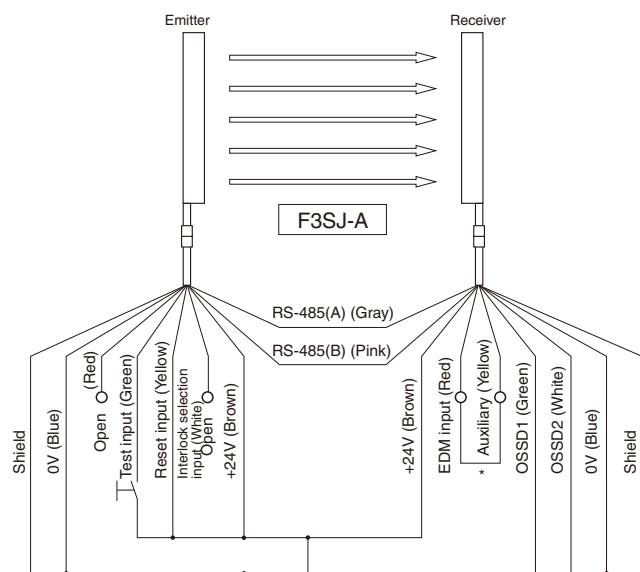 Emitter
Receiver
F3SJ-A
RS-485(A) (Gray)
RS-485(B) (Pink)
Shield
0V (Blue)
Open
(Red)
Test input (Green)
Reset input (Yellow)
Interlock selection
input (White)
Open
+24V (Brown)
+24V (Brown)
EDM input (Red)
Auxiliary (Yellow)
*
OSSD1 (Green)
OSSD2 (White)
0V (Blue)
Shield